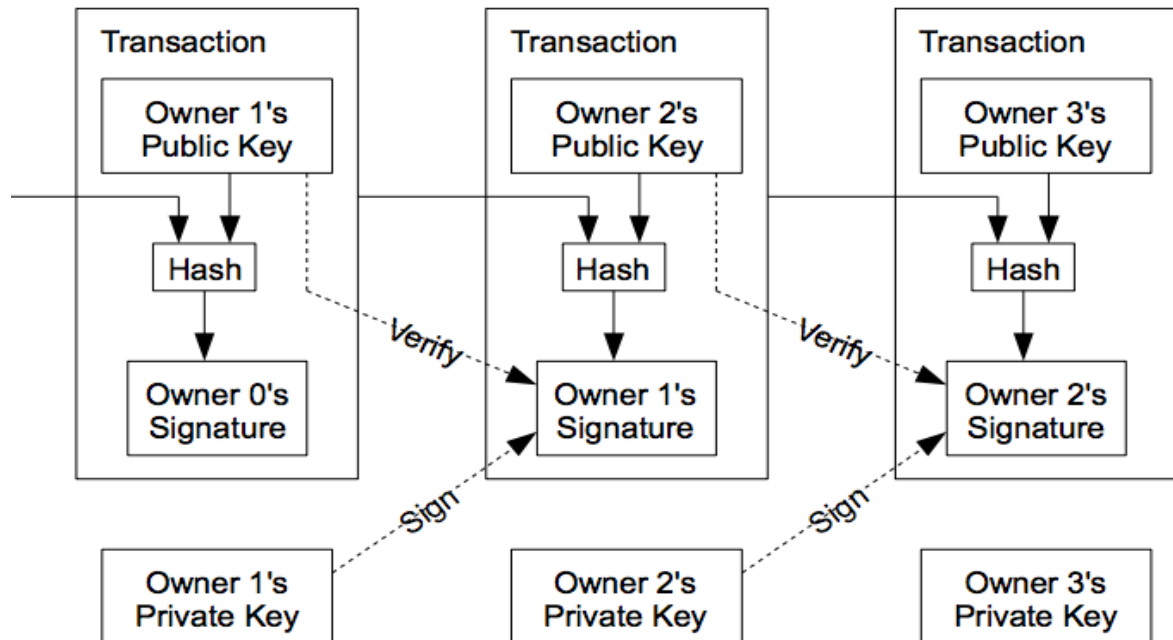 Transaction
Owner 1's
Public Key
Hash
Owner 0's
Signature
Transaction
Owner 2's
Public Key
Hash
Verify
Owner 1's
Signature
Transaction
Owner 3's
Public Key
Hash
Verify
Owner 2's
Signature
Sign
Sign
Owner 1's
Private Key
Owner 2's
Private Key
Owner 3's
Private Key